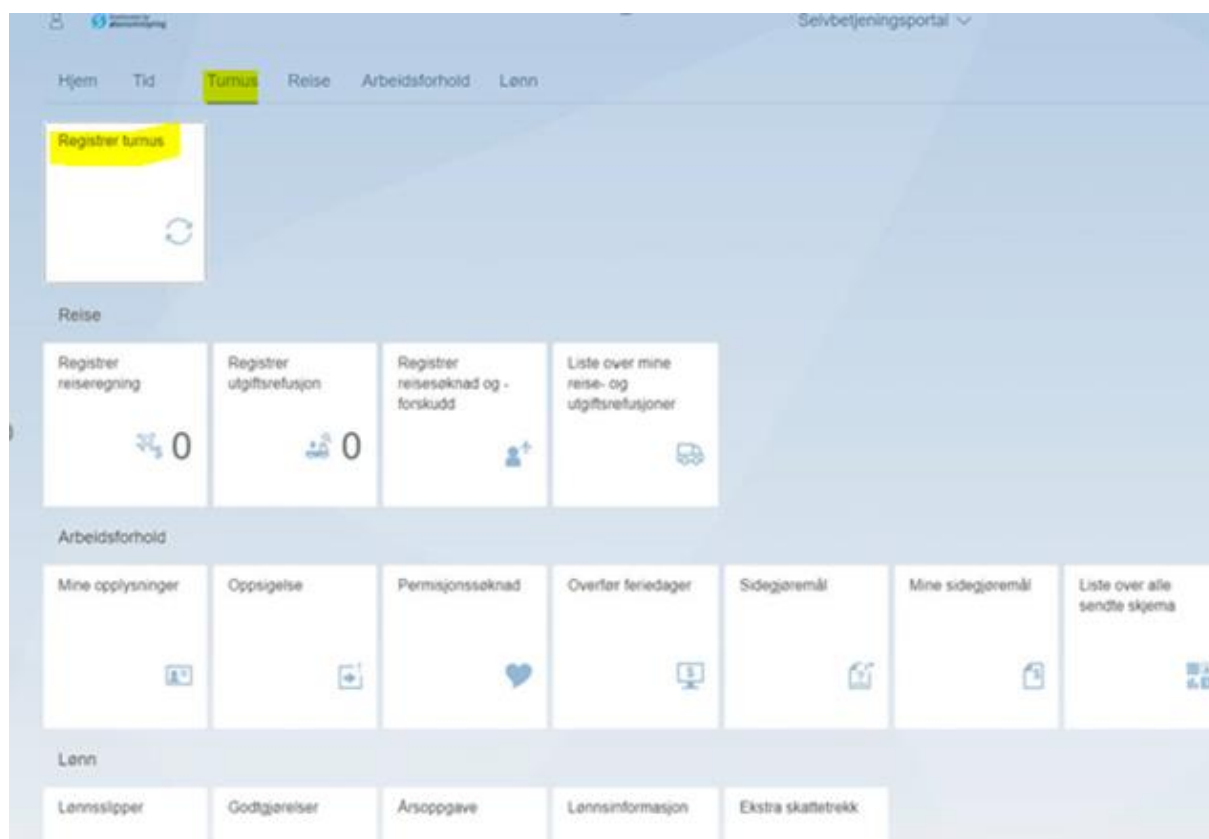 Selvbetjeningsportal
Hjem Tid Turnus Reise Arbeidsforhold Lønn
Registrer turnus
Reise
Registrer
reiseregning
0
Registrer
utgiftsrefusjon
0
Registrer
reisesøknad og -
forskudd
Liste over mine
reise- og
utgiftsrefusjoner
Arbeidsforhold
Mine opplysninger
Oppsigelse
Permisjonssøknad
Overfør feriedager
Sidegjøremål
Mine sidegjøremål
Liste over alle
sendte skjema
Lønn
Lønnsslipper
Godtgjørelser
Årsoppgave
Lønnsinformasjon
Ekstra skattetrekk